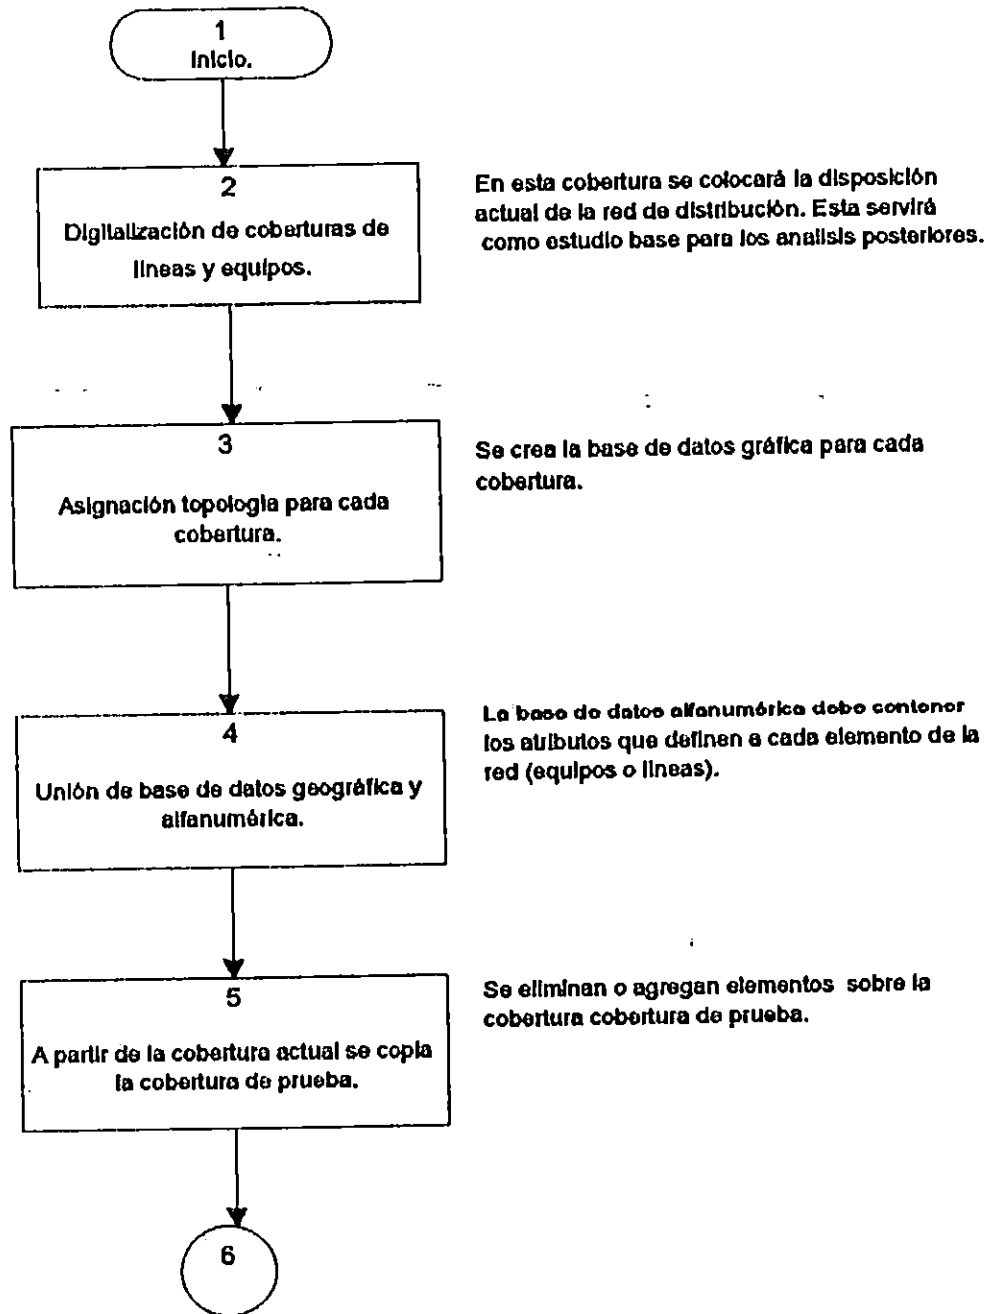 1
Inicio.
2
Digitalización de coberturas de
lineas y equipos.
En esta cobertura se colocará la disposición
actual de la red de distribución. Esta servirá
como estudio base para los analisis posteriores.
3
Asignación topologia para cada
cobertura.
Se crea la base de datos gráfica para cada
cobertura.
4
Unión de base de datos geográfica y
alfanumérica.
La base de datos alfanumérica debe contener
los atributos que definen a cada elemento de la
red (equipos o lineas).
5
A partir de la cobertura actual se copia
la cobertura de prueba.
Se eliminan o agregan elementos sobre la
cobertura cobertura de prueba.
6